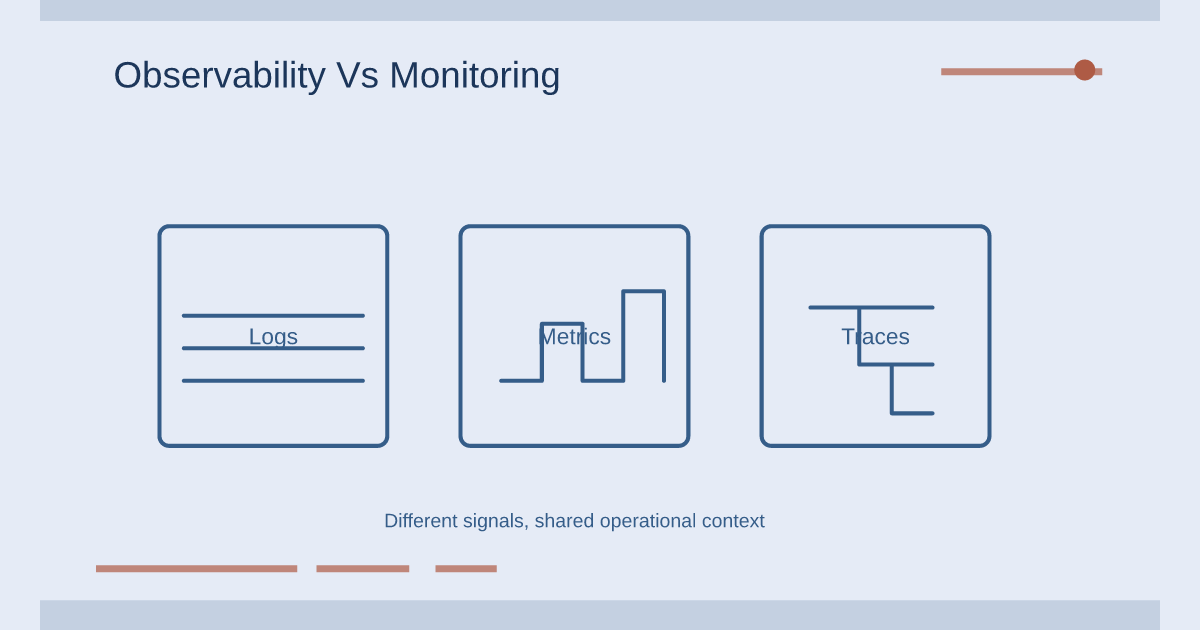 Observability Vs Monitoring
Logs
Metrics
Traces
Different signals, shared operational context